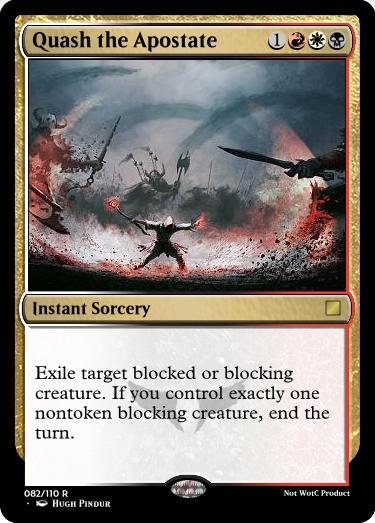 Quash the Apostate 1
Instant Sorcery
Exile target blocked or blocking
creature. If you control exactly one
nontoken blocking creature, end the
turn.
082/110 R Not WotC Product
· Hugh Pindur